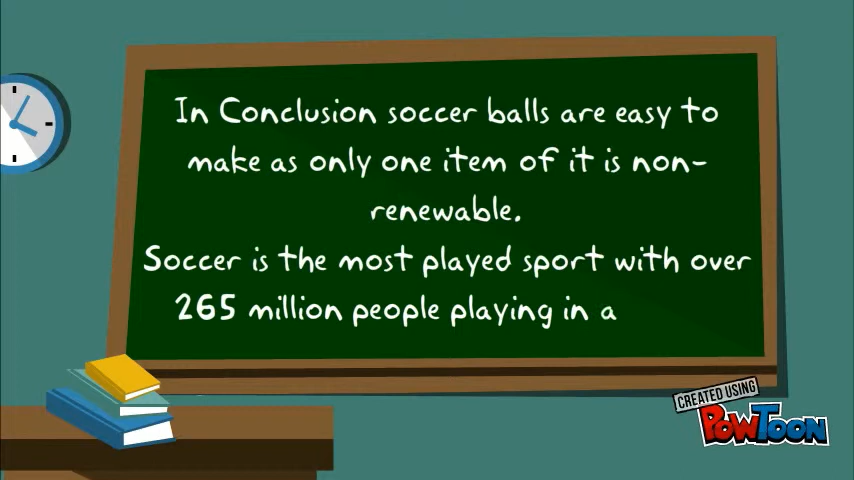 In Conclusion soccer balls are easy to
make as only one item of it is non-
renewable.
Soccer is the most played sport with over
265 million people playing in a
CREATED USING
POWTOON